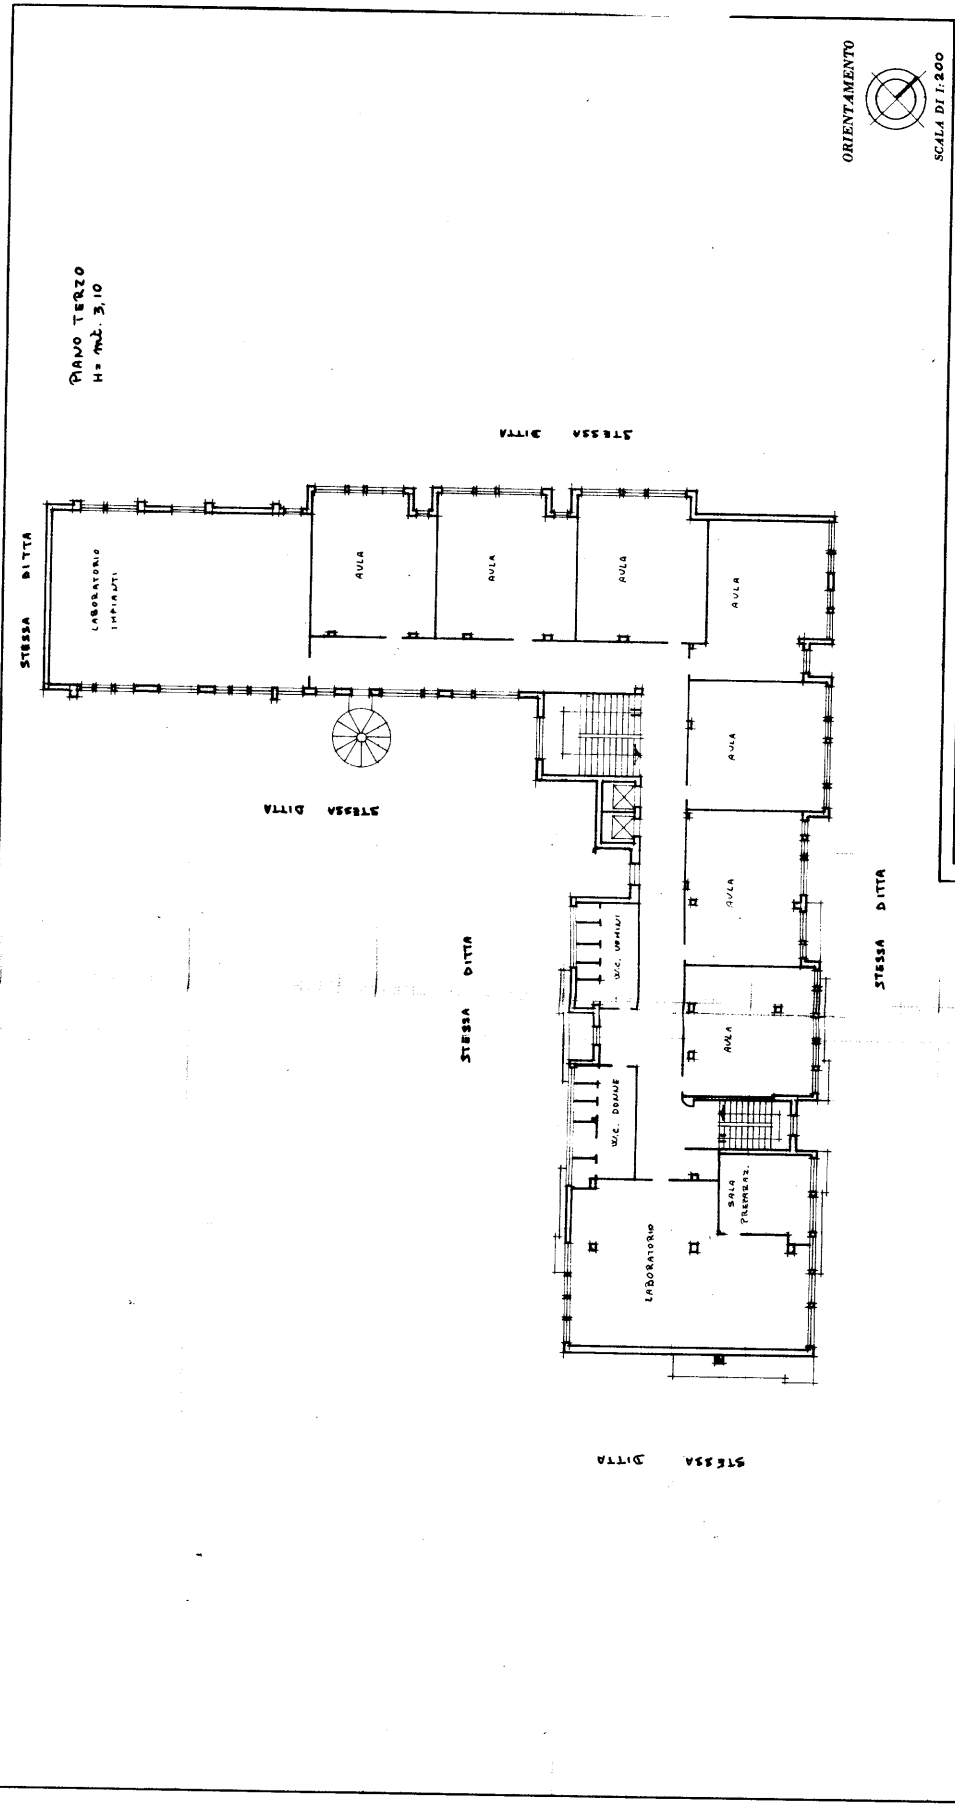 ORIENTAMENTO
SCALA DI 1:200
PIANO TERZO
H= mt. 3,10
STESSA DITTA
STESSA DITTA
LABORATORIO
IMPIANTI
AULA
AULA
AULA
AULA
STESSA DITTA
AULA
AULA
AULA
STESSA DITTA
STESSA DITTA
W.C. UOMINI
W.C. DONNE
SALA
PREPARAZ.
LABORATORIO
STESSA DITTA